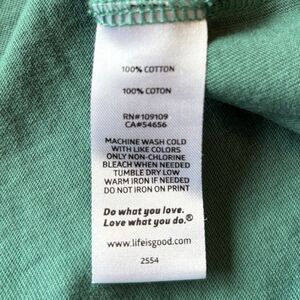 100% COTTON
100% COTON
RN#109109
CA#54656
MACHINE WASH COLD
WITH LIKE COLORS
ONLY NON-CHLORINE
BLEACH WHEN NEEDED
TUMBLE DRY LOW
WARM IRON IF NEEDED
DO NOT IRON ON PRINT
Do what you love.
Love what you do.®
www.lifeisgood.com
2554